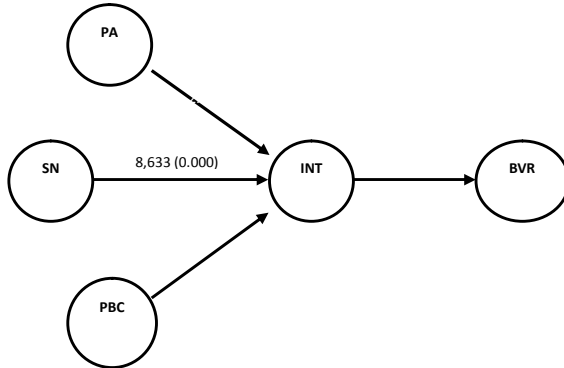 PA
SN
8,633 (0.000)
INT
BVR
PBC